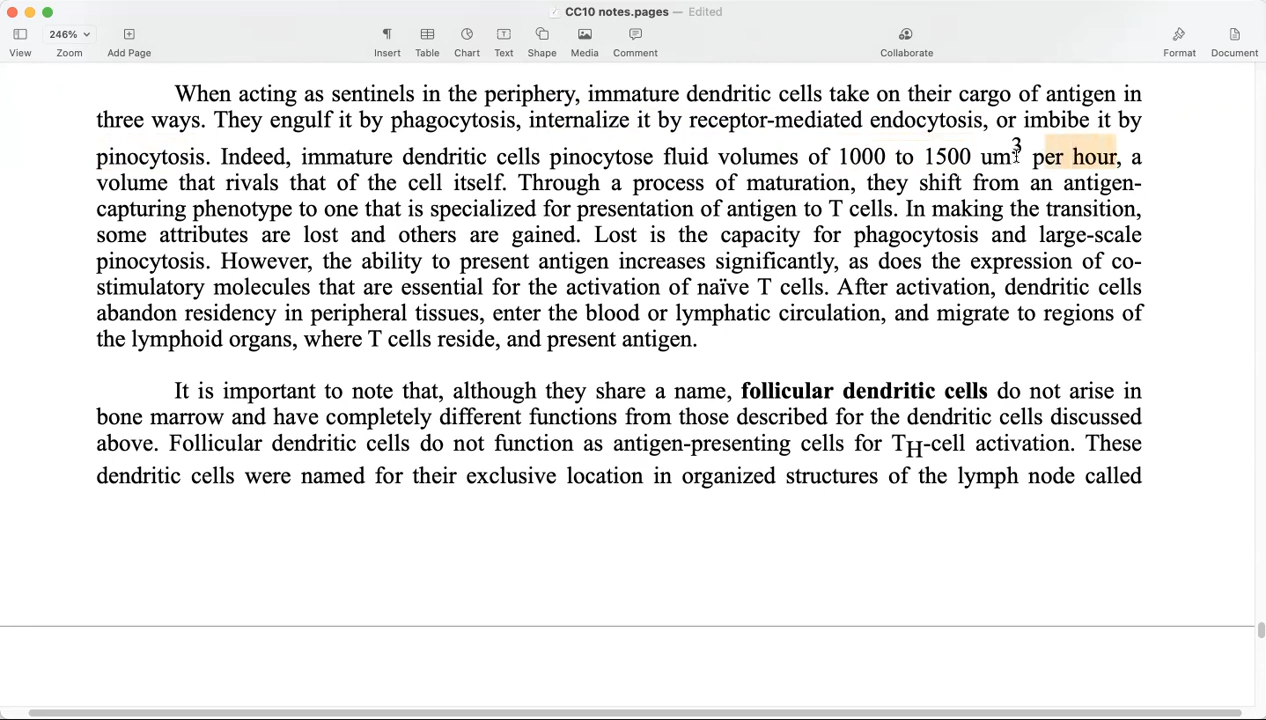 CC10 notes.pages — Edited
246%
View Zoom Add Page Insert Table Chart Text Shape Media Comment Collaborate Format Document
When acting as sentinels in the periphery, immature dendritic cells take on their cargo of antigen in
three ways. They engulf it by phagocytosis, internalize it by receptor-mediated endocytosis, or imbibe it by
pinocytosis. Indeed, immature dendritic cells pinocytose fluid volumes of 1000 to 1500 um³ per hour, a
volume that rivals that of the cell itself. Through a process of maturation, they shift from an antigen-
capturing phenotype to one that is specialized for presentation of antigen to T cells. In making the transition,
some attributes are lost and others are gained. Lost is the capacity for phagocytosis and large-scale
pinocytosis. However, the ability to present antigen increases significantly, as does the expression of co-
stimulatory molecules that are essential for the activation of naïve T cells. After activation, dendritic cells
abandon residency in peripheral tissues, enter the blood or lymphatic circulation, and migrate to regions of
the lymphoid organs, where T cells reside, and present antigen.
It is important to note that, although they share a name, follicular dendritic cells do not arise in
bone marrow and have completely different functions from those described for the dendritic cells discussed
above. Follicular dendritic cells do not function as antigen-presenting cells for TH-cell activation. These
dendritic cells were named for their exclusive location in organized structures of the lymph node called